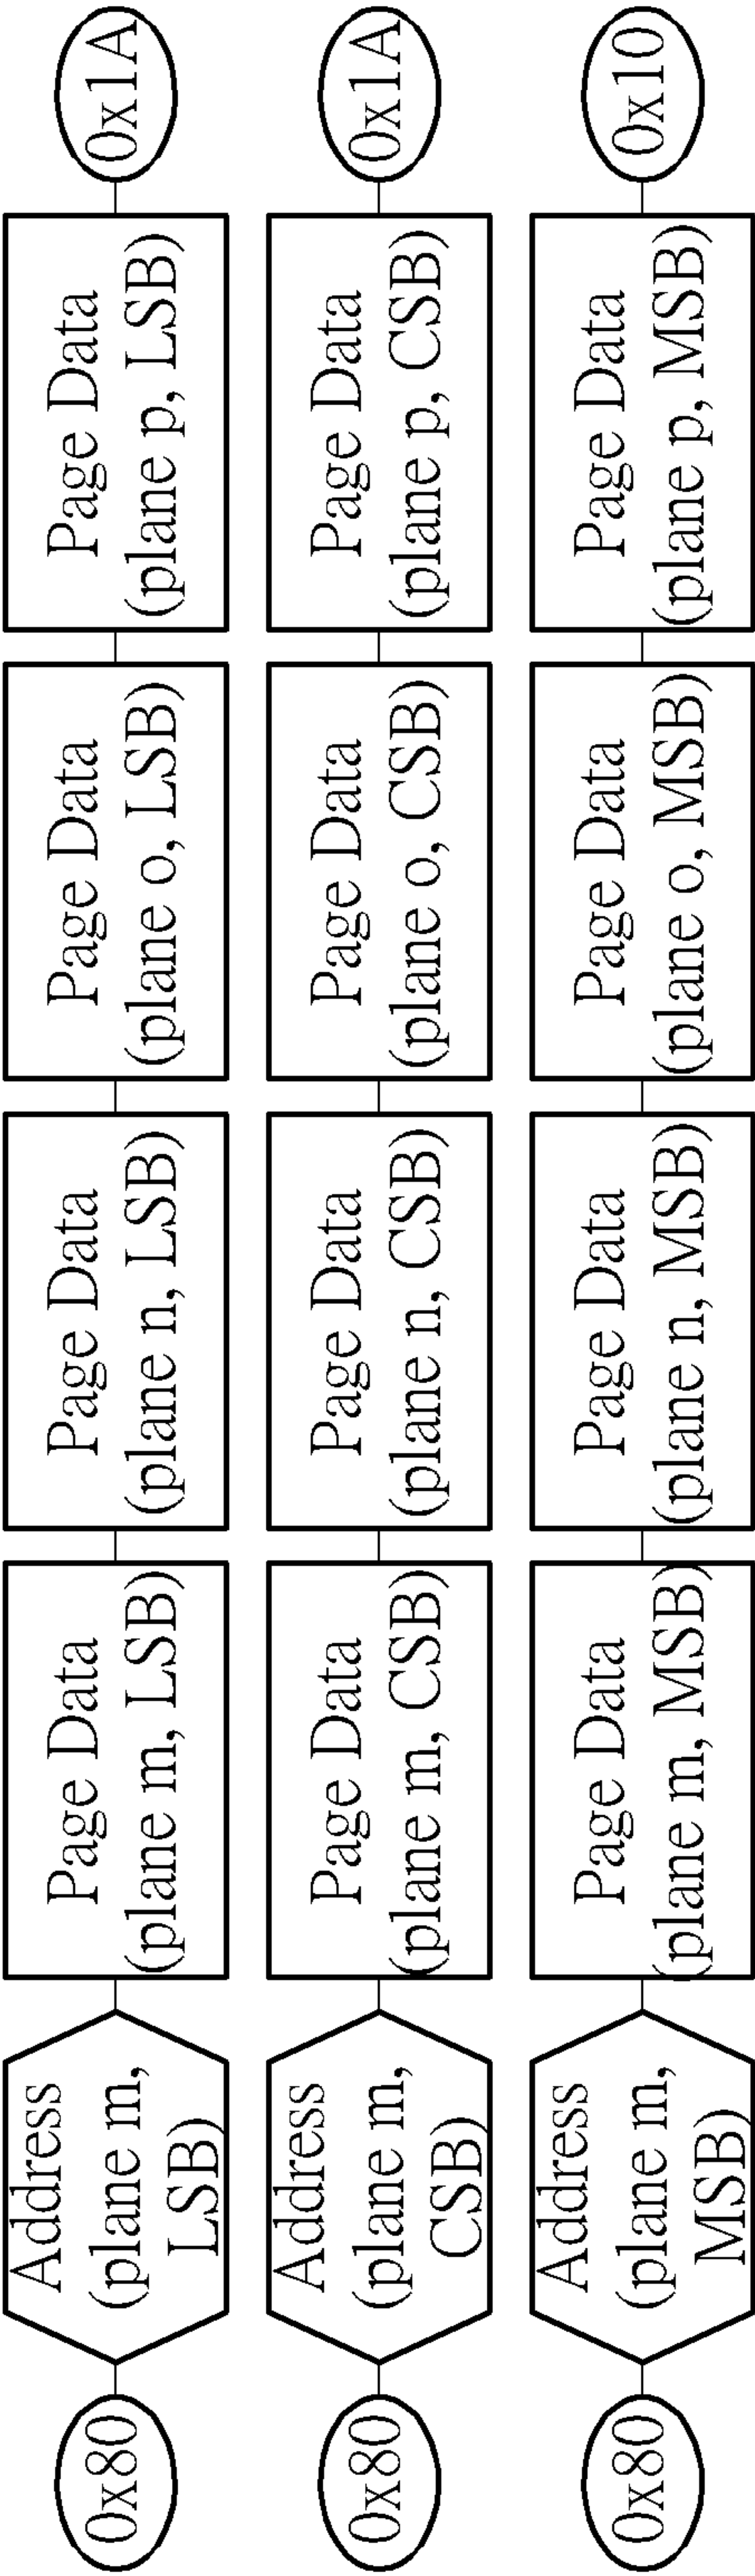 0x80
Address
(plane m,
LSB)
Page Data
(plane m, LSB)
Page Data
(plane n, LSB)
Page Data
(plane o, LSB)
Page Data
(plane p, LSB)
0x1A
0x80
Address
(plane m,
CSB)
Page Data
(plane m, CSB)
Page Data
(plane n, CSB)
Page Data
(plane o, CSB)
Page Data
(plane p, CSB)
0x1A
0x80
Address
(plane m,
MSB)
Page Data
(plane m, MSB)
Page Data
(plane n, MSB)
Page Data
(plane o, MSB)
Page Data
(plane p, MSB)
0x10